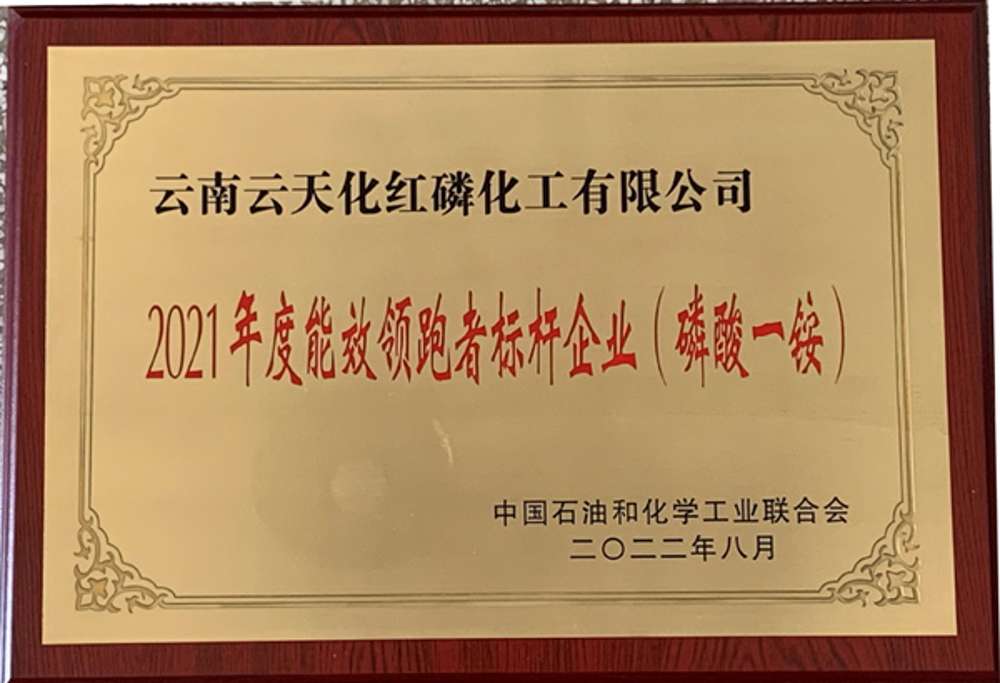 云南云天化红磷化工有限公司
2021年度能效领跑者标杆企业（磷酸一铵）
中国石油和化学工业联合会
二〇二二年八月